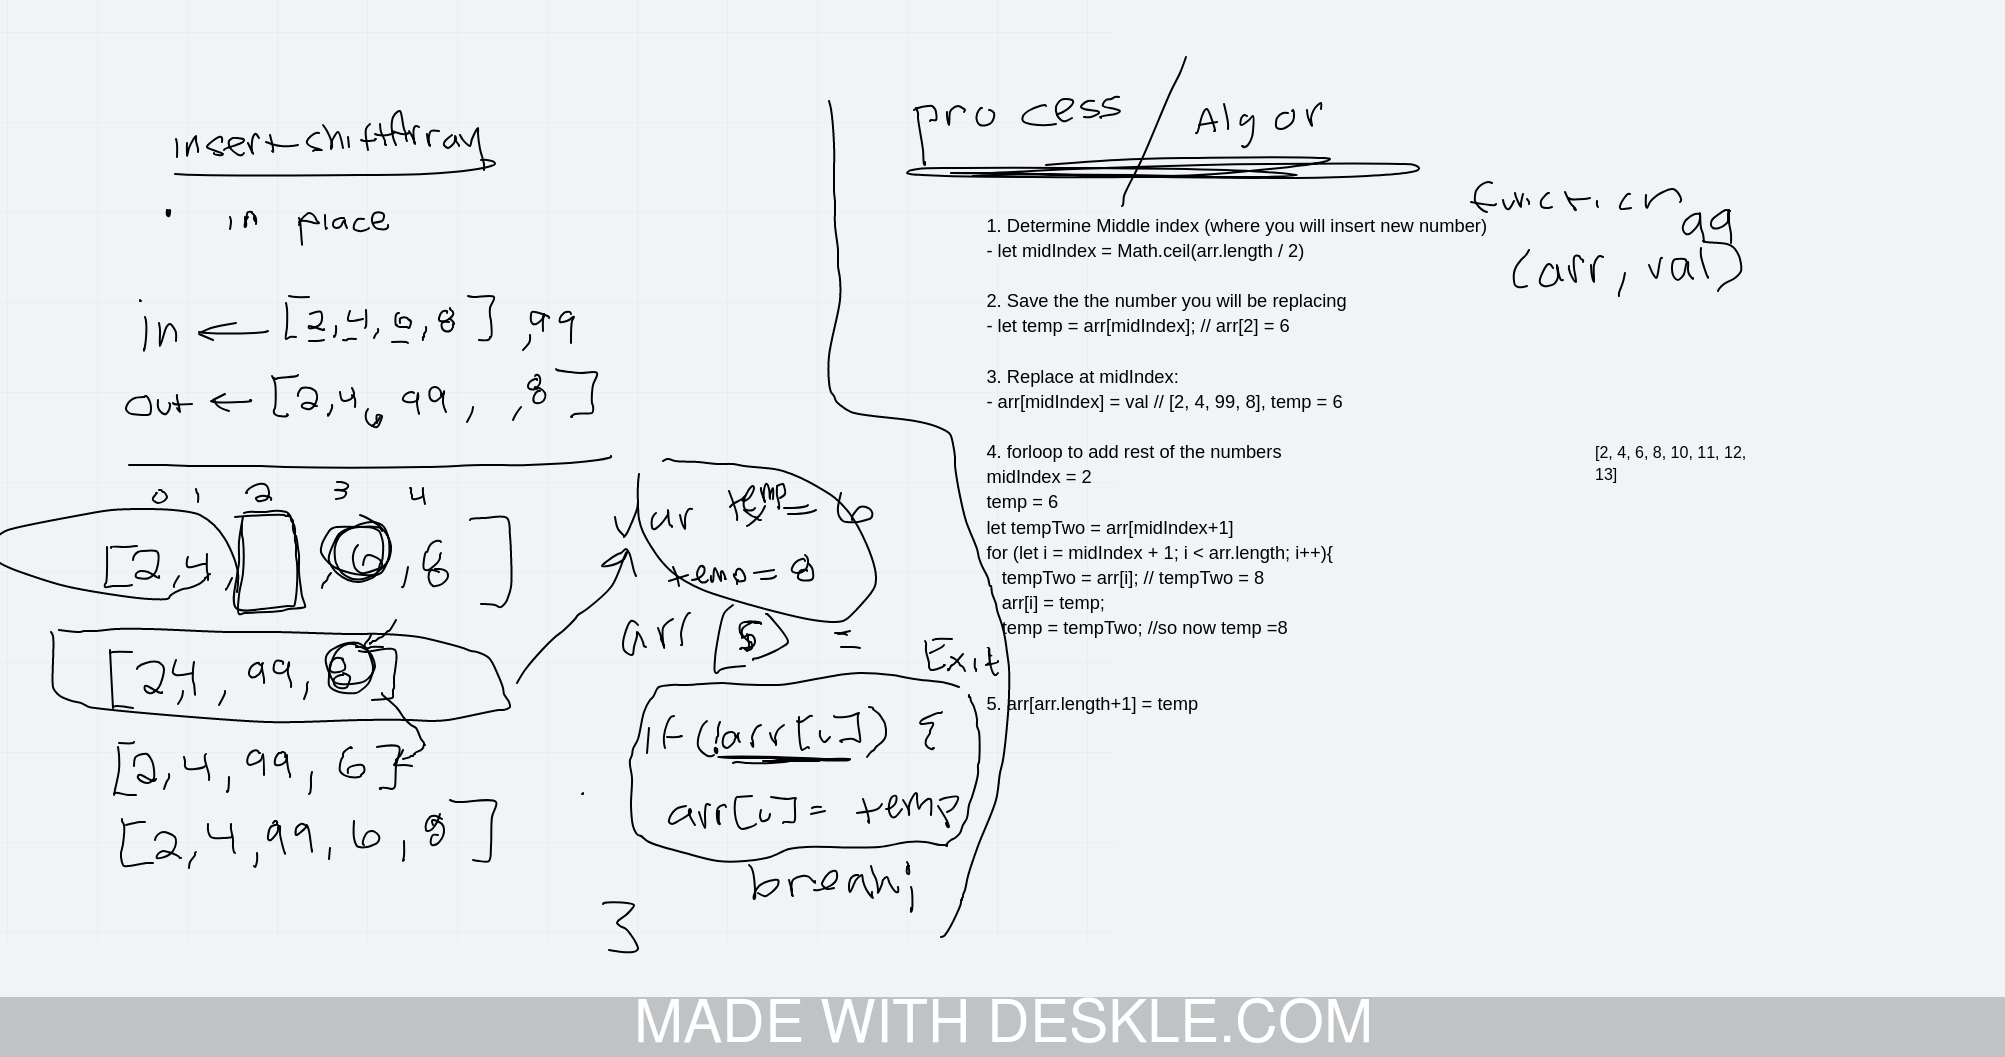 insertShiftArray
· in place
in ← [2,4,6,8] ,99
out ← [2,4, 99, ,8]
6
0 1 2 3 4
[2,4, , 6,8]
[2,4, 99, 8]
[2,4,99,6]
[2,4,99,6,8]
var temp = 6
temp = 8
arr [5] =
Exit
if(!arr[i]) {
arr[i] = temp
break;
3
process / Algor
1. Determine Middle index (where you will insert new number)
- let midIndex = Math.ceil(arr.length / 2)
2. Save the the number you will be replacing
- let temp = arr[midIndex]; // arr[2] = 6
3. Replace at midIndex:
- arr[midIndex] = val // [2, 4, 99, 8], temp = 6
4. forloop to add rest of the numbers
midIndex = 2
temp = 6
let tempTwo = arr[midIndex+1]
for (let i = midIndex + 1; i < arr.length; i++){
tempTwo = arr[i]; // tempTwo = 8
arr[i] = temp;
temp = tempTwo; //so now temp =8
5. arr[arr.length+1] = temp
function
99
(arr, val)
[2, 4, 6, 8, 10, 11, 12,
13]
MADE WITH DESKLE.COM